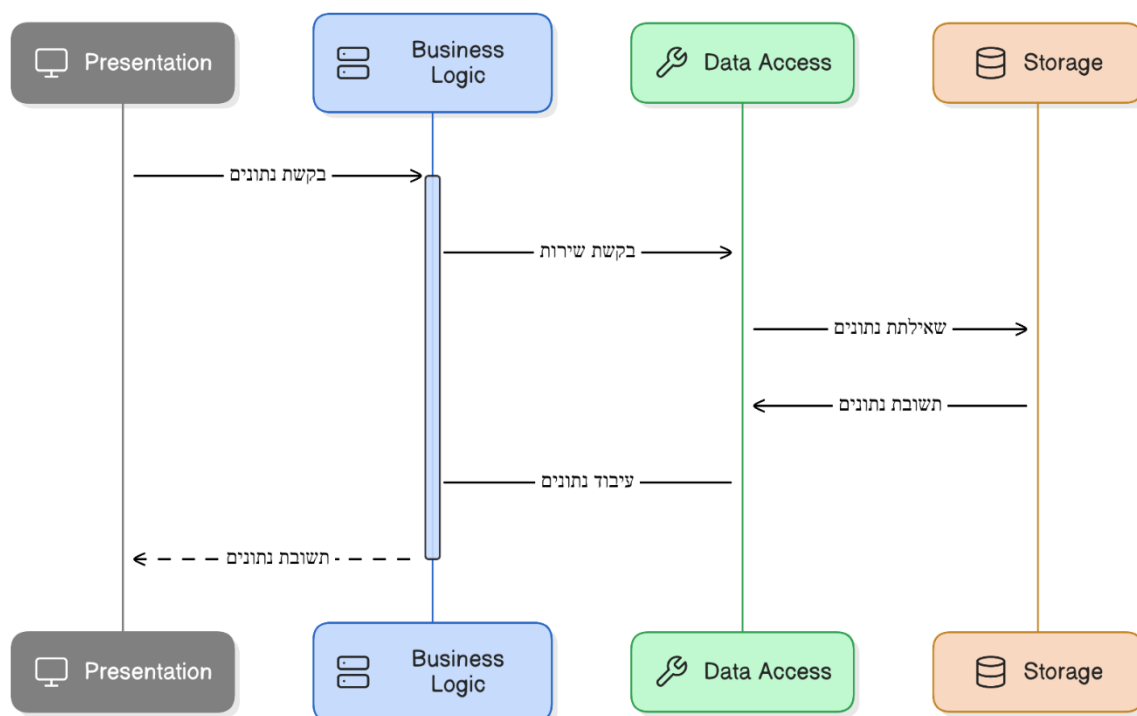 Presentation
Business
Logic
Data Access
Storage
בקשת נתונים
בקשת שירות
שאילתת נתונים
תשובת נתונים
עיבוד נתונים
תשובת נתונים
Presentation
Business
Logic
Data Access
Storage